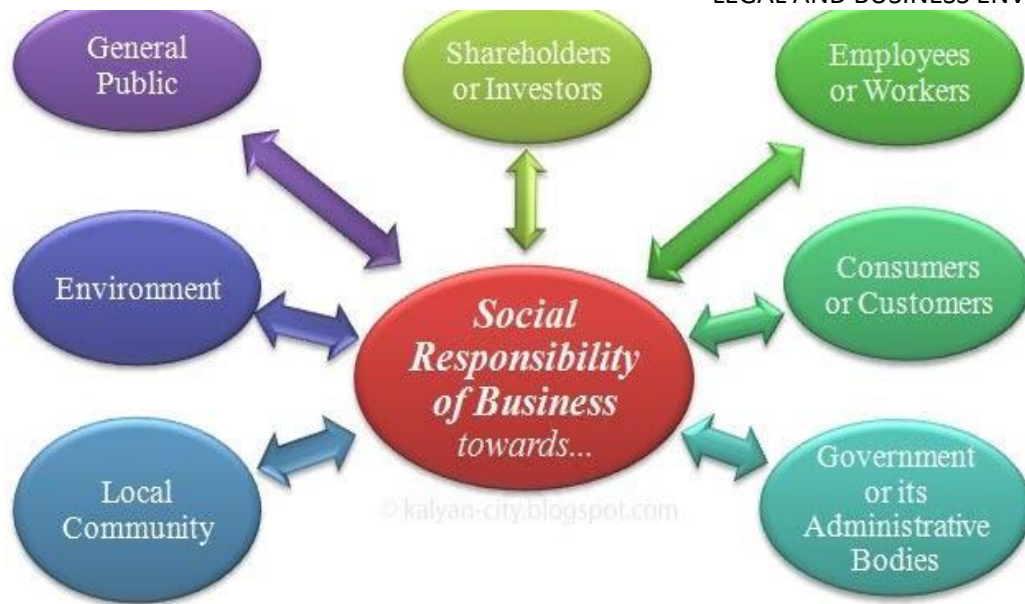 LEGAL AND BUSINESS ENV
General
Public
Shareholders
or Investors
Employees
or Workers
Environment
Social
Responsibility
of Business
towards...
Consumers
or Customers
Local
Community
Government
or its
Administrative
Bodies
© kalyan-city.blogspot.com